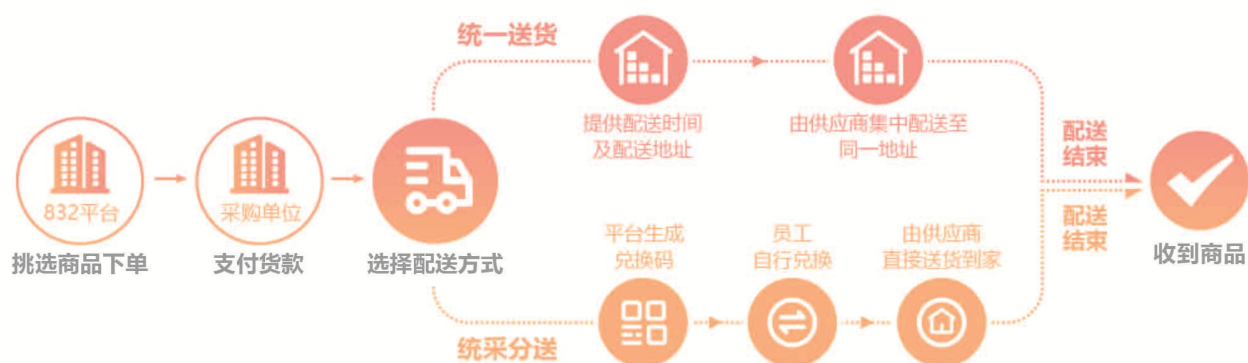 832平台
挑选商品下单
采购单位
支付货款
选择配送方式
统一送货
提供配送时间
及配送地址
由供应商集中配送至
同一地址
配送
结束
统采分送
平台生成
兑换码
员工
自行兑换
由供应商
直接送货到家
配送
结束
收到商品